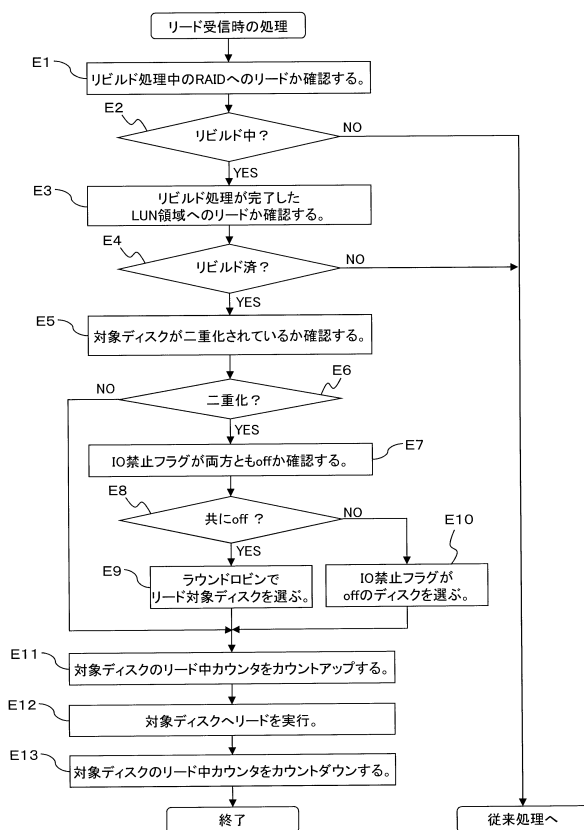 リード受信時の処理
E1
リビルド処理中のRAIDへのリードか確認する。
E2
リビルド中？
NO
YES
E3
リビルド処理が完了した
LUN領域へのリードか確認する。
E4
リビルド済？
NO
YES
E5
対象ディスクが二重化されているか確認する。
E6
NO
二重化？
YES
E7
IO禁止フラグが両方ともoffか確認する。
E8
共にoff？
NO
YES
E9
ラウンドロビンで
リード対象ディスクを選ぶ。
E10
IO禁止フラグが
offのディスクを選ぶ。
E11
対象ディスクのリード中カウンタをカウントアップする。
E12
対象ディスクへリードを実行。
E13
対象ディスクのリード中カウンタをカウントダウンする。
終了
従来処理へ